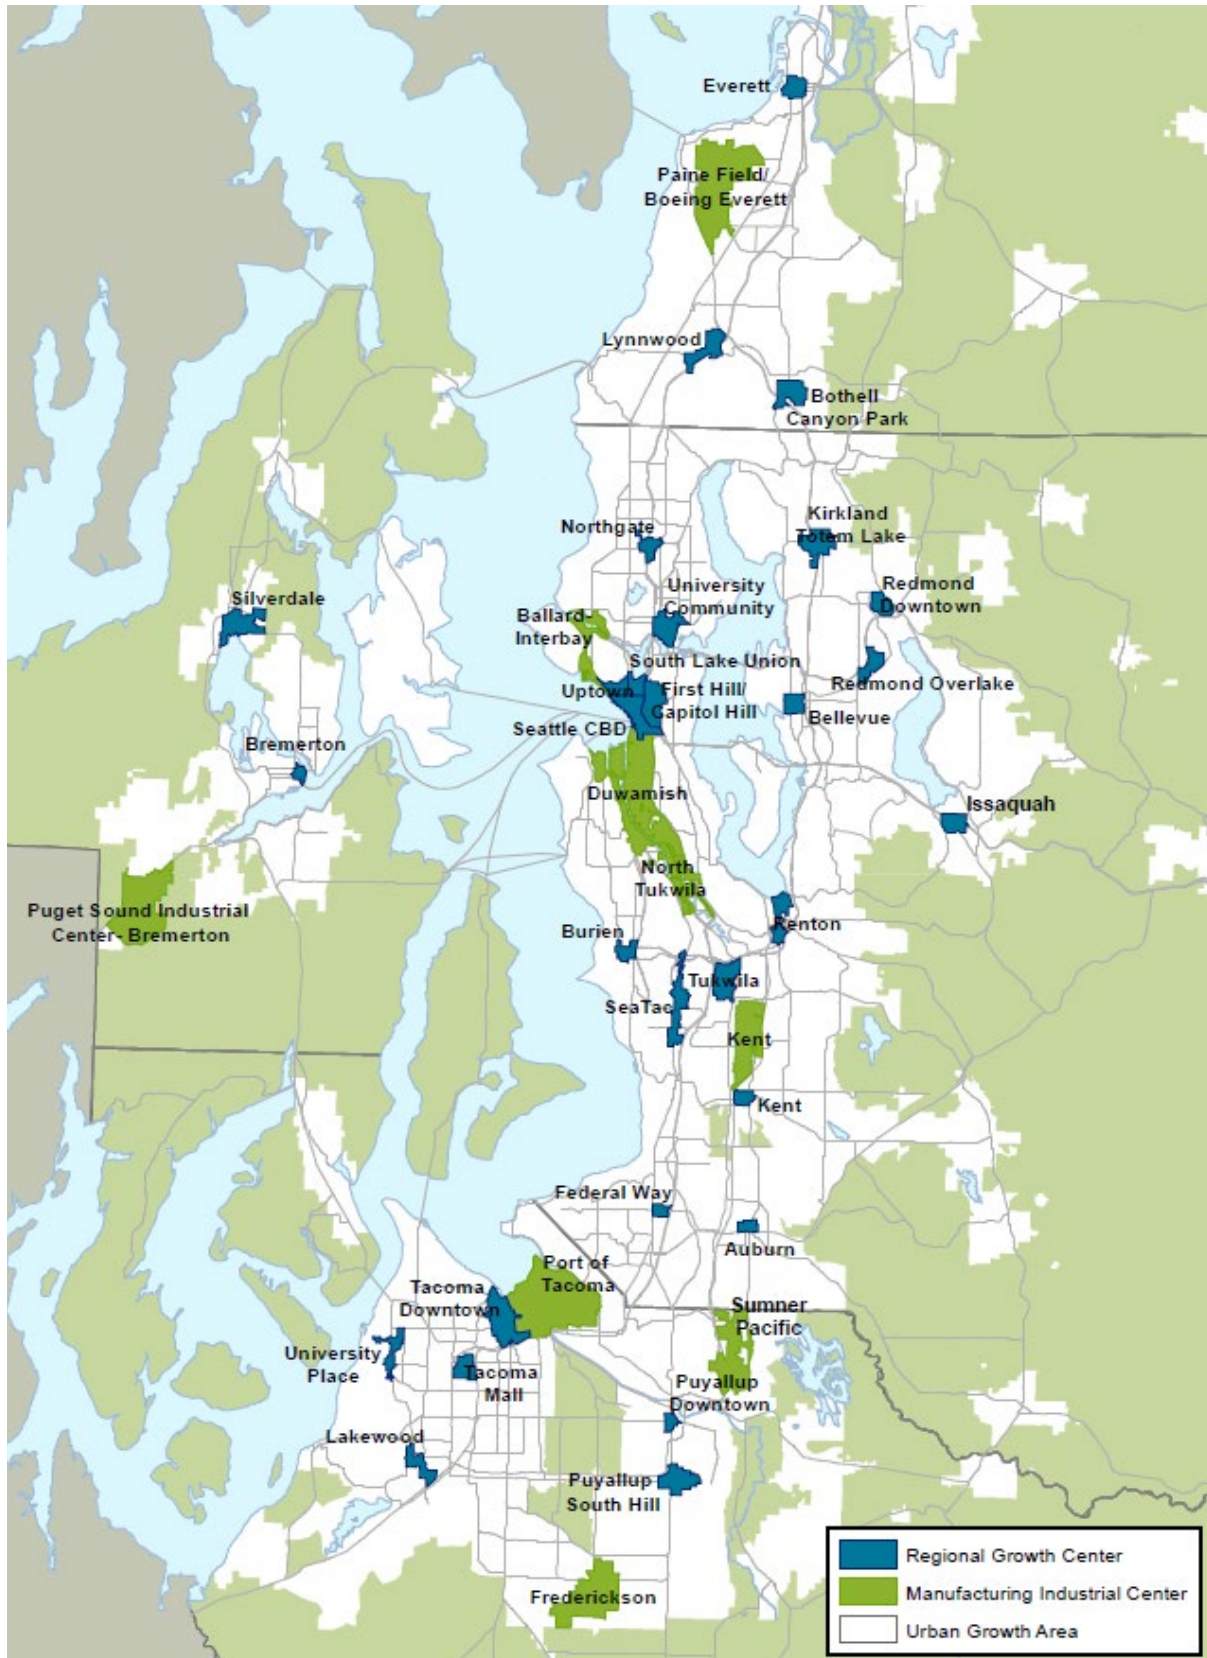 Everett
Paine Field/
Boeing Everett
Lynnwood
Bothell
Canyon Park
Northgate
Kirkland
Totem Lake
University
Community
Redmond
Downtown
Silverdale
Ballard-
Interbay
South Lake Union
Uptown
First Hill/
Capitol Hill
Redmond Overlake
Bellevue
Seattle CBD
Bremerton
Duwamish
Issaquah
North
Tukwila
Puget Sound Industrial
Center- Bremerton
Burien
Renton
Tukwila
SeaTac
Kent
Kent
Federal Way
Auburn
Port of
Tacoma
Tacoma
Downtown
Sumner
Pacific
University
Place
Tacoma
Mall
Puyallup
Downtown
Lakewood
Puyallup
South Hill
Frederickson
Regional Growth Center
Manufacturing Industrial Center
Urban Growth Area